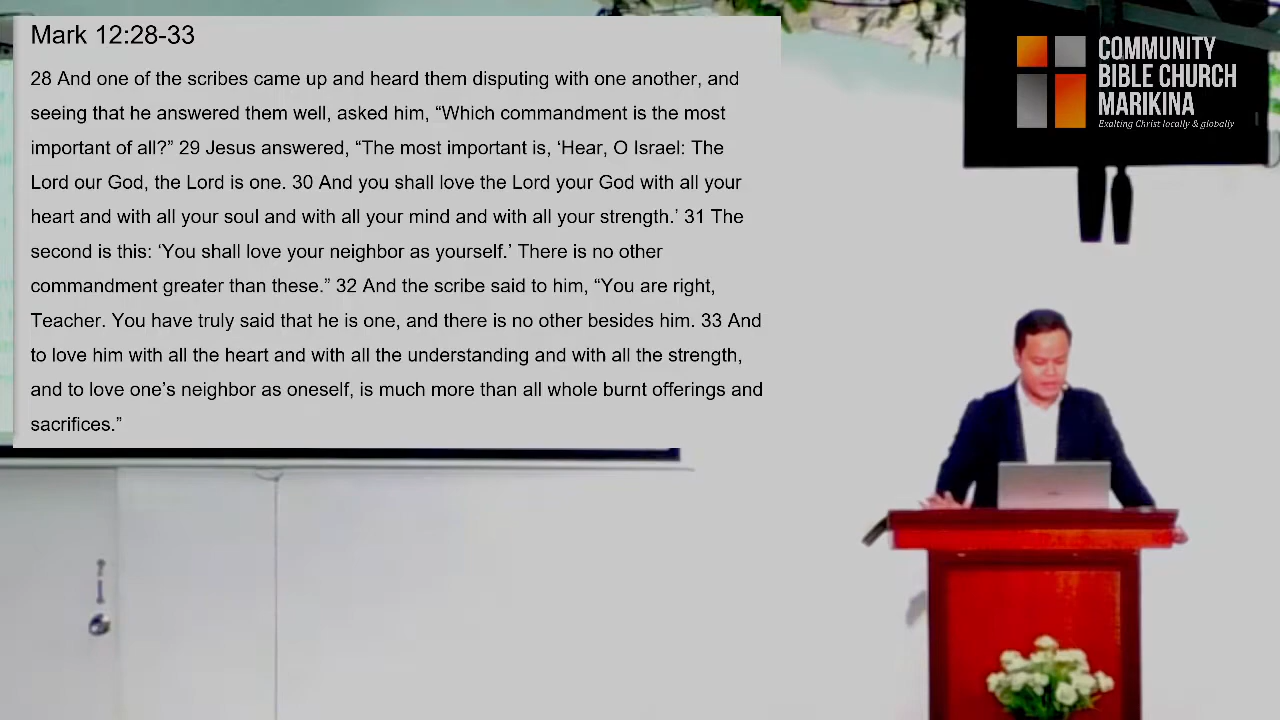 Mark 12:28-33
28 And one of the scribes came up and heard them disputing with one another, and
seeing that he answered them well, asked him, “Which commandment is the most
important of all?” 29 Jesus answered, “The most important is, ‘Hear, O Israel: The
Lord our God, the Lord is one. 30 And you shall love the Lord your God with all your
heart and with all your soul and with all your mind and with all your strength.’ 31 The
second is this: ‘You shall love your neighbor as yourself.’ There is no other
commandment greater than these.” 32 And the scribe said to him, “You are right,
Teacher. You have truly said that he is one, and there is no other besides him. 33 And
to love him with all the heart and with all the understanding and with all the strength,
and to love one’s neighbor as oneself, is much more than all whole burnt offerings and
sacrifices.”
COMMUNITY
BIBLE CHURCH
MARIKINA
Exalting Christ locally & globally